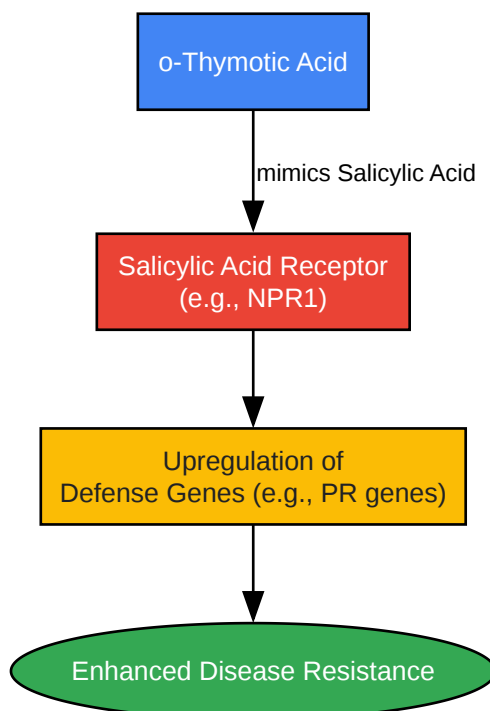 o-Thymotic Acid
mimics Salicylic Acid
Salicylic Acid Receptor
(e.g., NPR1)
Upregulation of
Defense Genes (e.g., PR genes)
Enhanced Disease Resistance